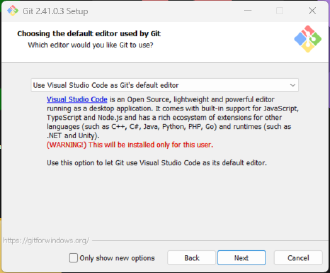 Git 2.41.0.3 Setup
Choosing the default editor used by Git
Which editor would you like Git to use?
Use Visual Studio Code as Git's default editor
Visual Studio Code is an Open Source, lightweight and powerful editor
running as a desktop application. It comes with built-in support for JavaScript,
TypeScript and Node.js and has a rich ecosystem of extensions for other
languages (such as C++, C#, Java, Python, PHP, Go) and runtimes (such as
.NET and Unity).
(WARNING!) This will be installed only for this user.
Use this option to let Git use Visual Studio Code as its default editor.
https://gitforwindows.org/
Only show new options
Back
Next
Cancel